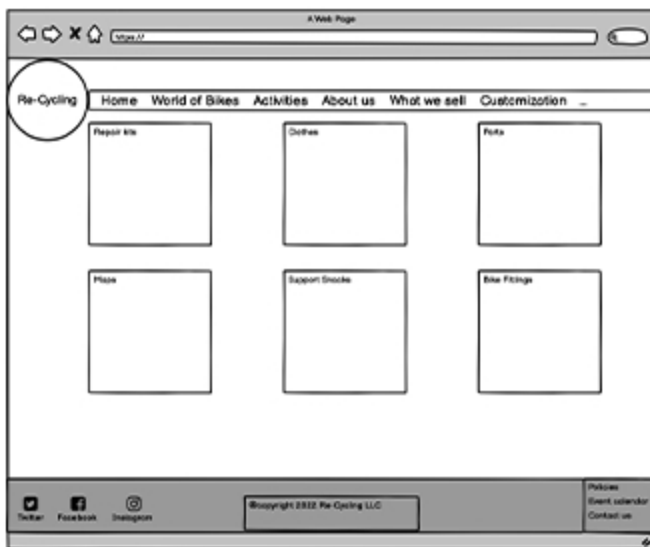 A Web Page
https://
Re-Cycling
Home World of Bikes Activities About us What we sell Customization ...
Repair kits Clothes Parts
Maps Support Snacks Bike Fittings
Policies
Event calendar
Contact us
©copyright 2022 Re-Cycling LLC
Twitter Facebook Instagram